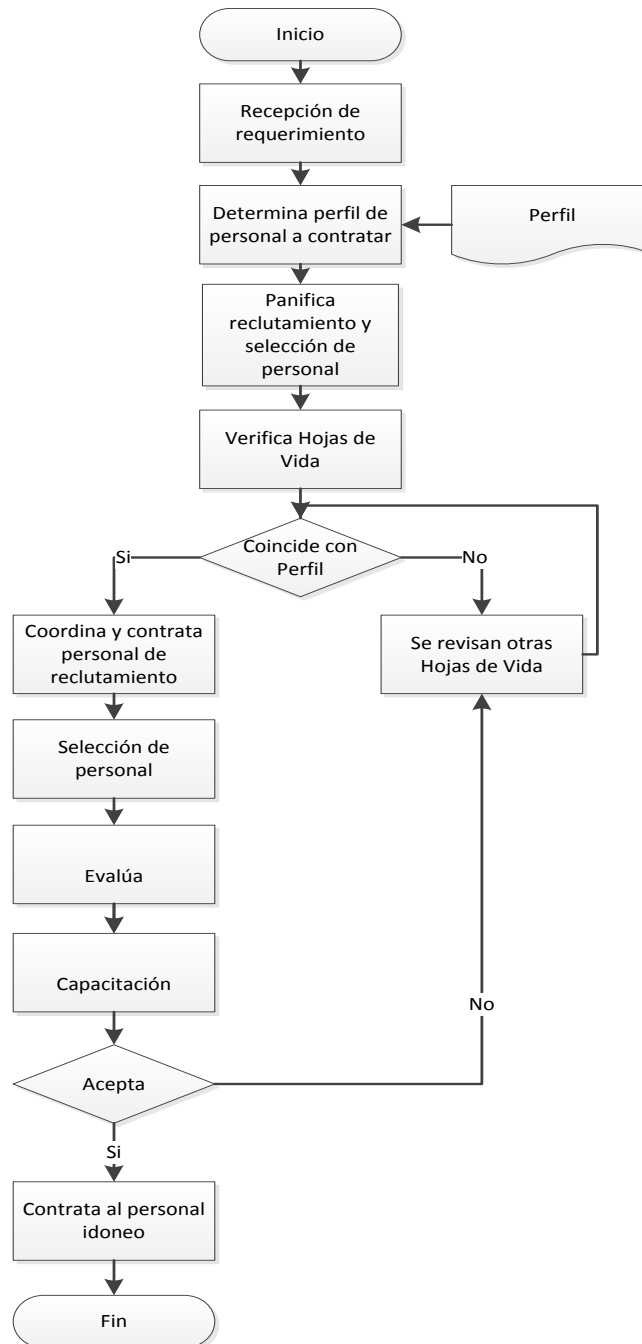 Inicio
Recepción de
requerimiento
Determina perfil de
personal a contratar
Perfil
Panifica
reclutamiento y
selección de
personal
Verifica Hojas de
Vida
Coincide con
Perfil
Si
No
Coordina y contrata
personal de
reclutamiento
Se revisan otras
Hojas de Vida
Selección de
personal
Evalúa
Capacitación
No
Acepta
Si
Contrata al personal
idoneo
Fin